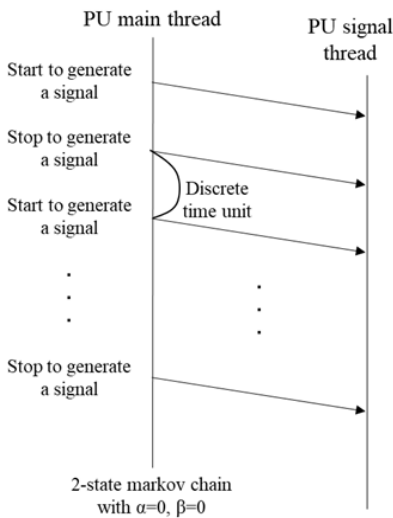 PU main thread
PU signal
thread
Start to generate
a signal
Stop to generate
a signal
Discrete
time unit
Start to generate
a signal
Stop to generate
a signal
2-state markov chain
with α=0, β=0